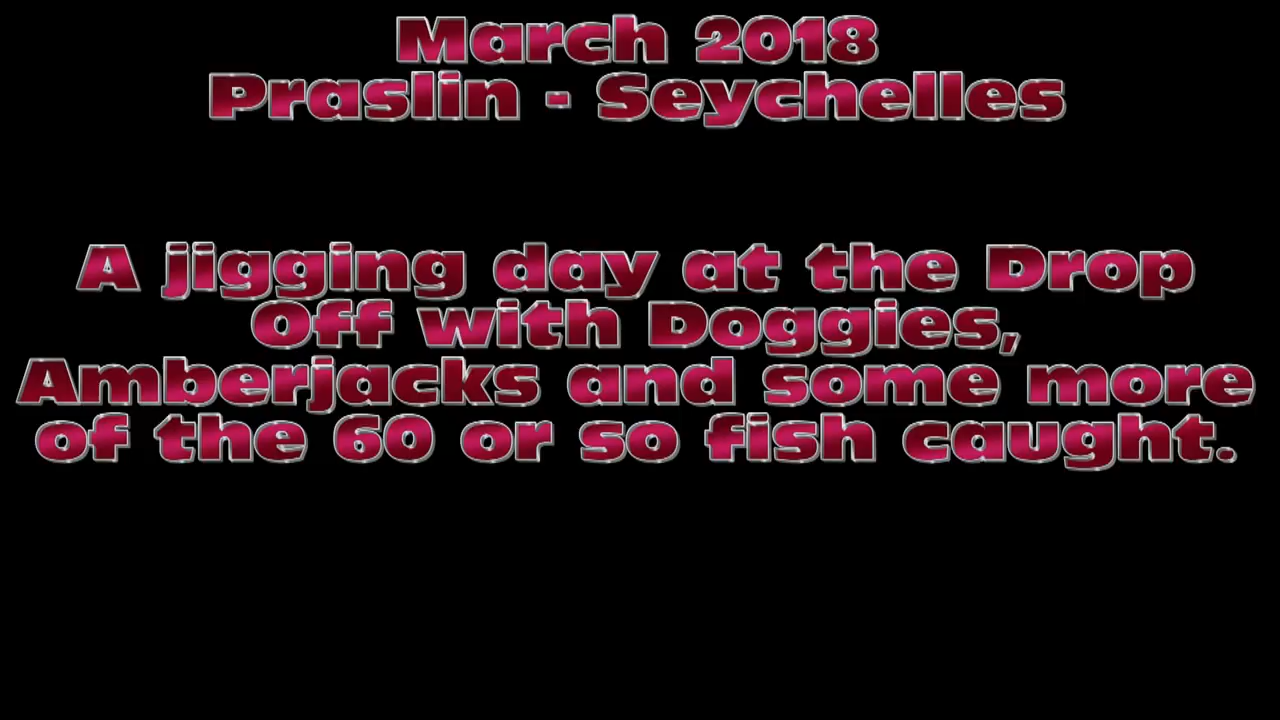 March 2018
Praslin - Seychelles
A jigging day at the Drop
Off with Doggies,
Amberjacks and some more
of the 60 or so fish caught.